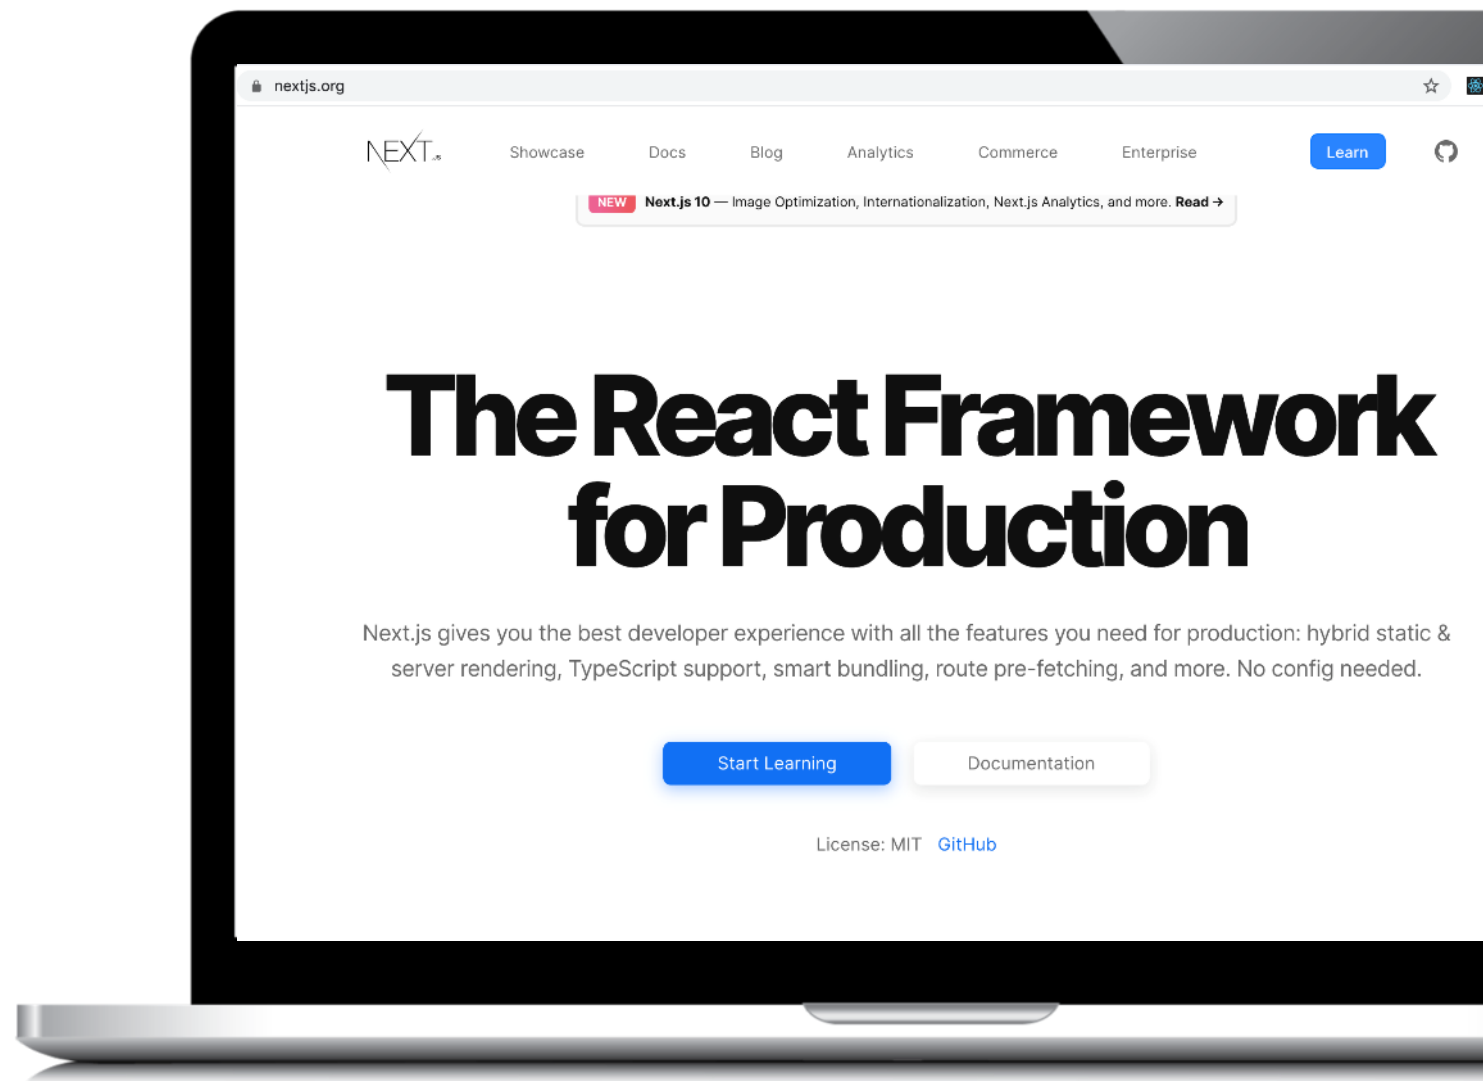 nextjs.org
NEXT.JS Showcase Docs Blog Analytics Commerce Enterprise Learn
NEW Next.js 10 — Image Optimization, Internationalization, Next.js Analytics, and more. Read →
The React Framework
for Production
Next.js gives you the best developer experience with all the features you need for production: hybrid static &
server rendering, TypeScript support, smart bundling, route pre-fetching, and more. No config needed.
Start Learning Documentation
License: MIT GitHub